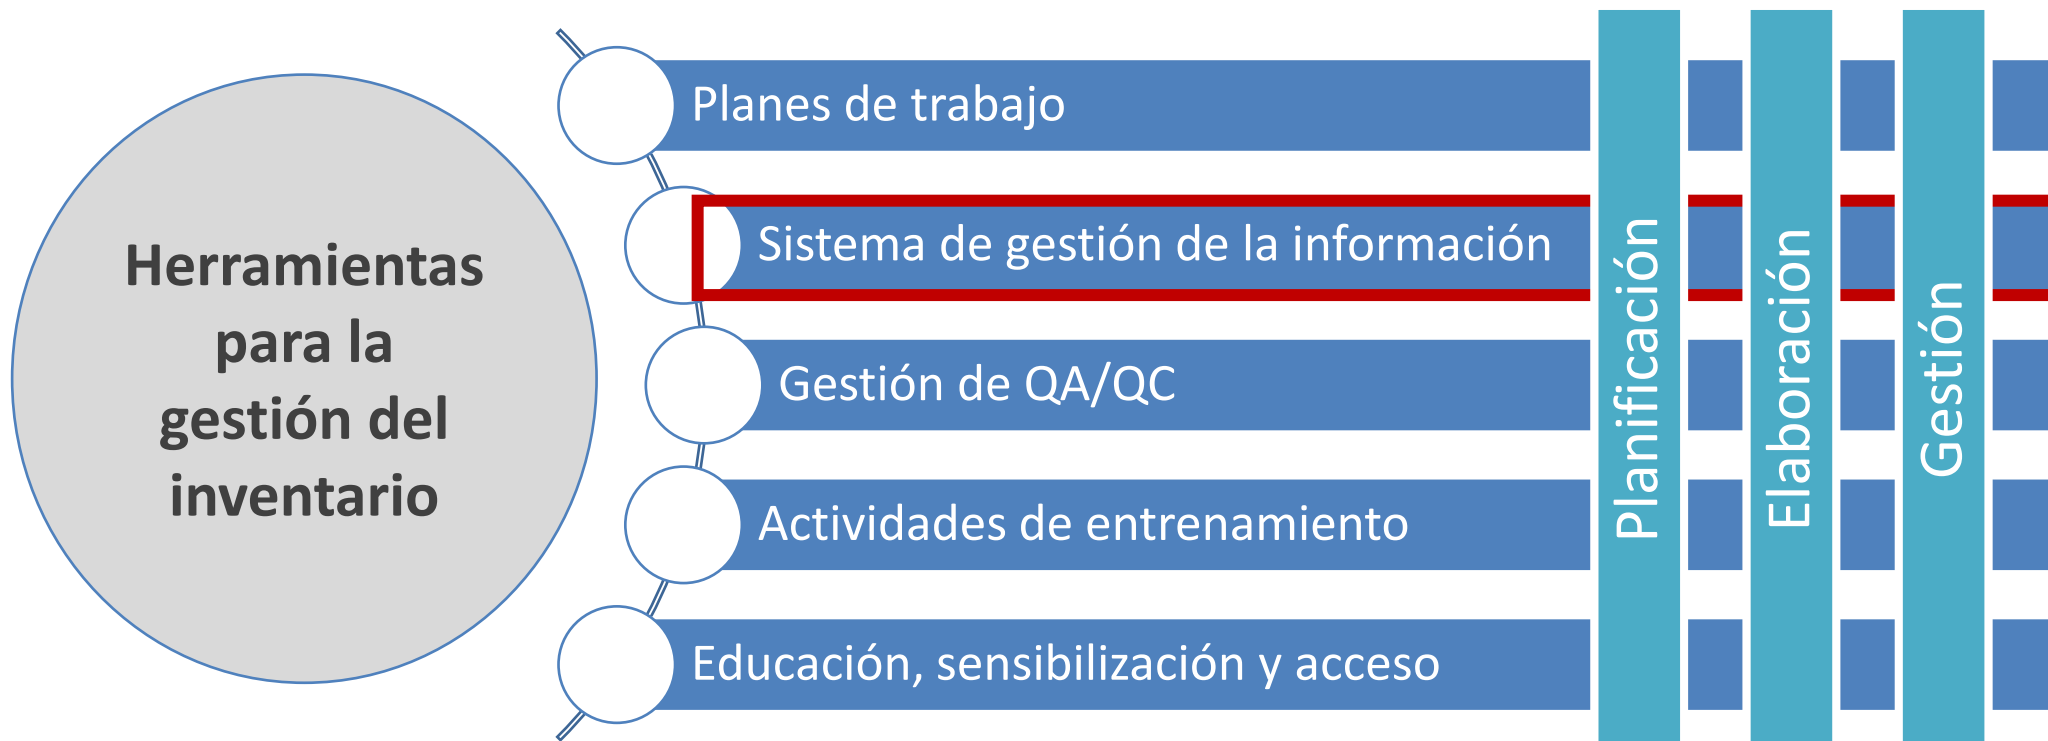 Herramientas
para la
gestión del
inventario
Planes de trabajo
Sistema de gestión de la información
Gestión de QA/QC
Actividades de entrenamiento
Educación, sensibilización y acceso
Planificación
Elaboración
Gestión